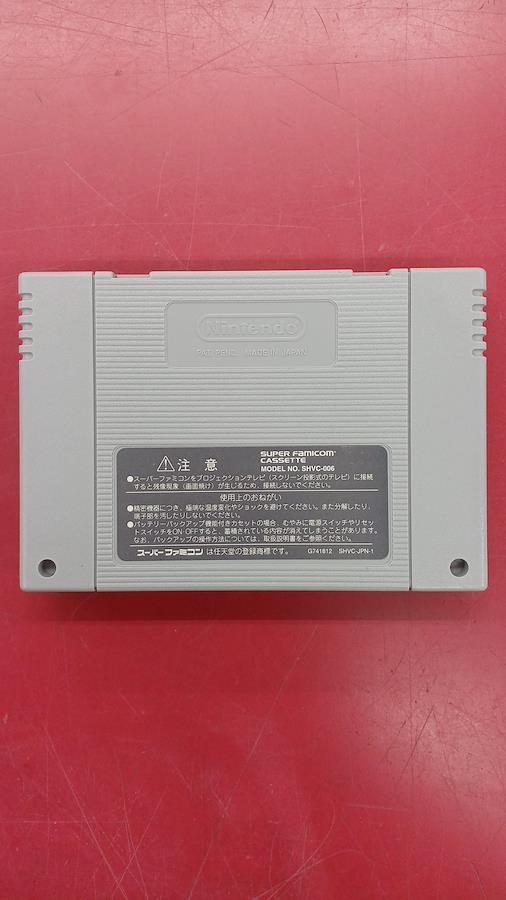 Nintendo
PAT. PEND. MADE IN JAPAN
⚠注 意
SUPER FAMICOM
CASSETTE
MODEL NO. SHVC-006
●スーパーファミコンをプロジェクションテレビ(スクリーン投影式のテレビ)に接続
すると残像現象(画面焼け)が生じるため、接続しないでください。
使用上のおねがい
●精密機器につき、極端な温度変化やショックを避けてください。また分解したり、
端子部を汚したりしないでください。
●バッテリーバックアップ機能付きカセットの場合、むやみに電源スイッチやリセッ
トスイッチをON・OFFすると、蓄積されている内容が消えてしまうことがあります。
なお、バックアップの操作方法については、取扱説明書をご参照ください。
スーパーファミコン は任天堂の登録商標です。 G741812 SHVC-JPN-1